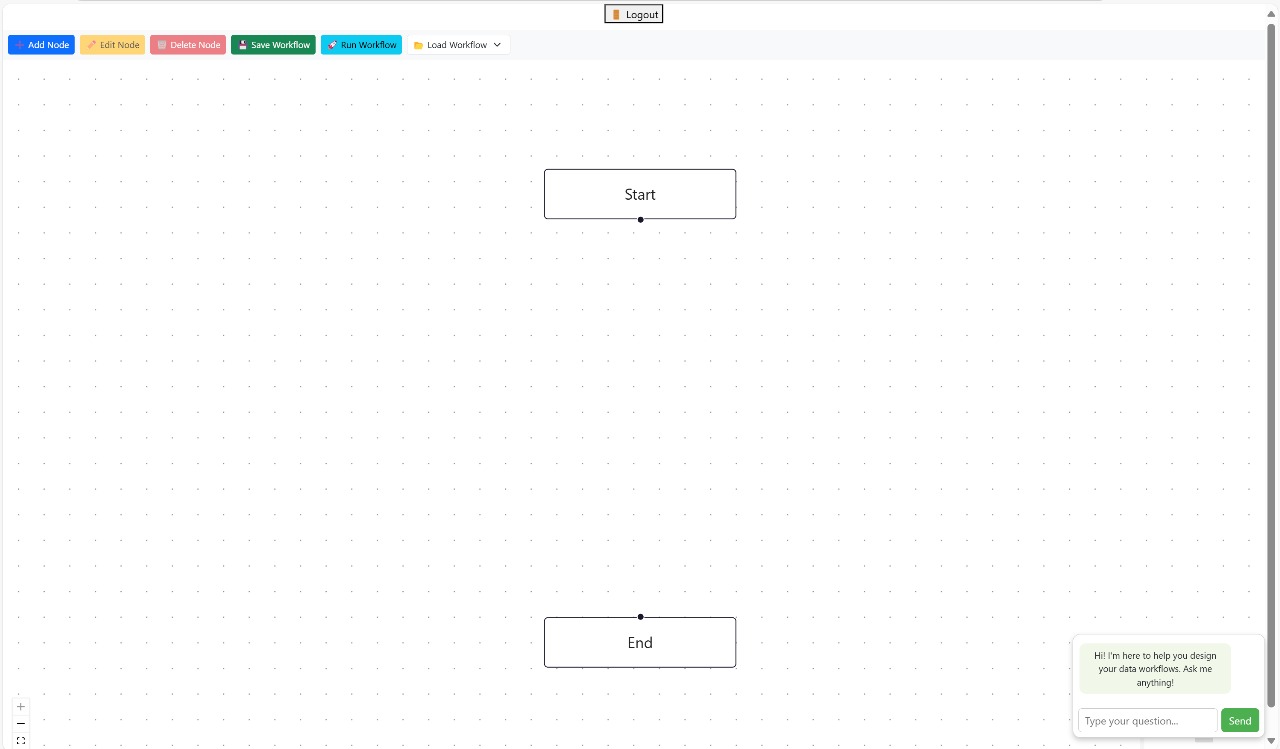 Logout
Add Node Edit Node Delete Node Save Workflow Run Workflow Load Workflow
Start
End
Hi! I'm here to help you design
your data workflows. Ask me
anything!
Type your question... Send